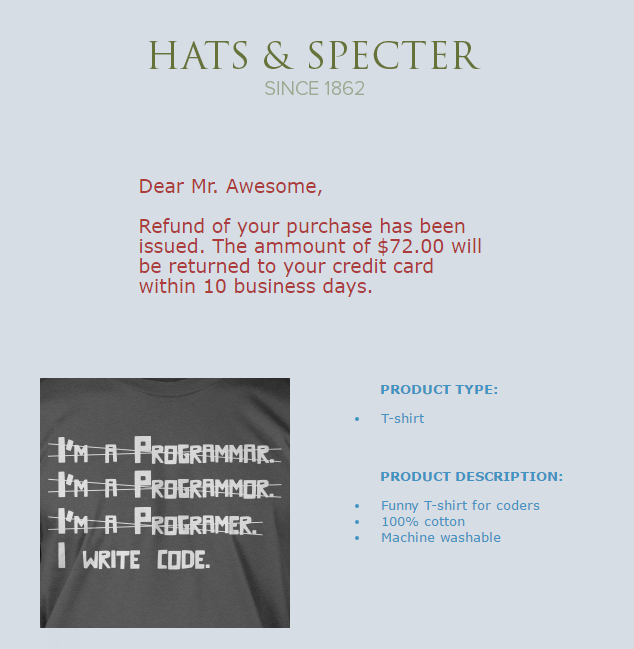 HATS & SPECTER
SINCE 1862
Dear Mr. Awesome,
Refund of your purchase has been
issued. The ammount of $72.00 will
be returned to your credit card
within 10 business days.
I'm a Programmar.
I'm a Programmor.
I'm a Programer.
I write code.
PRODUCT TYPE:
• T-shirt
PRODUCT DESCRIPTION:
• Funny T-shirt for coders
• 100% cotton
• Machine washable